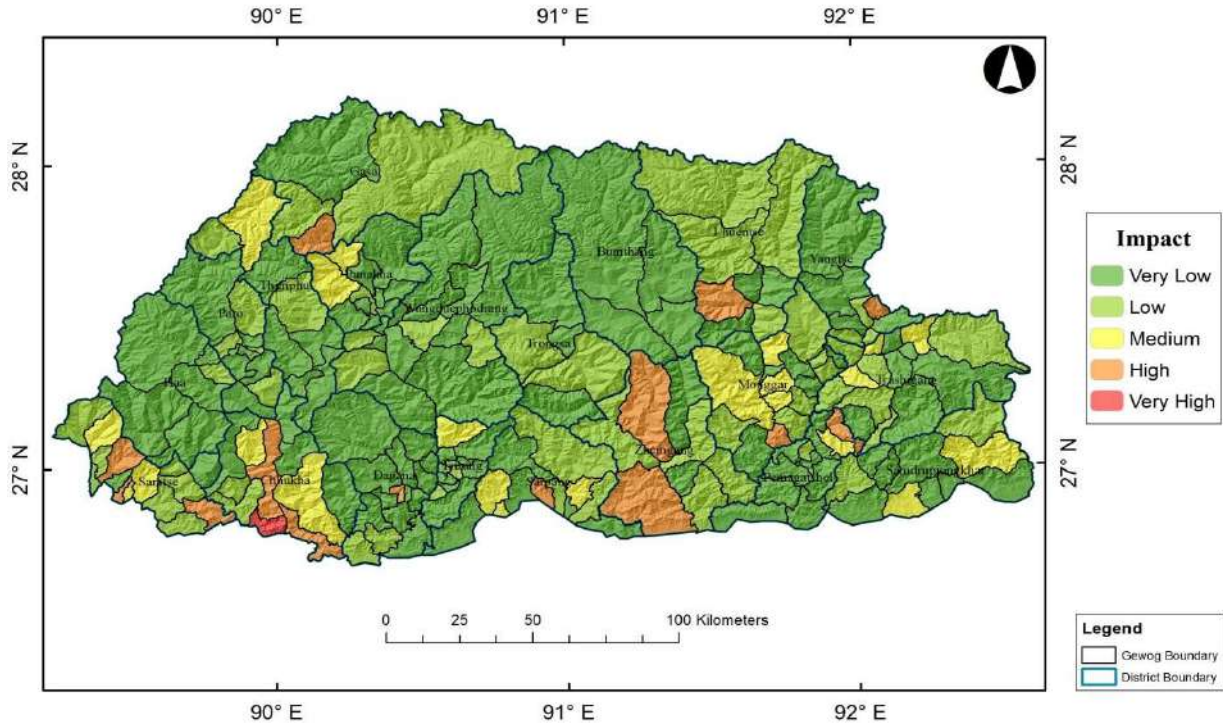 90° E
91° E
92° E
28° N
28° N
27° N
27° N
Gasa
Lhuentse
Bumthang
Yangtse
Punakha
Thimphu
Wangduephodrang
Paro
Trongsa
Haa
Monggar
Trashigang
Zhemgang
Samtse
Chhukha
Dagana
Tsirang
Sarpang
Pemagatshel
Samdrupjongkhar
Impact
Very Low
Low
Medium
High
Very High
0 25 50 100 Kilometers
Legend
Gewog Boundary
District Boundary
90° E
91° E
92° E